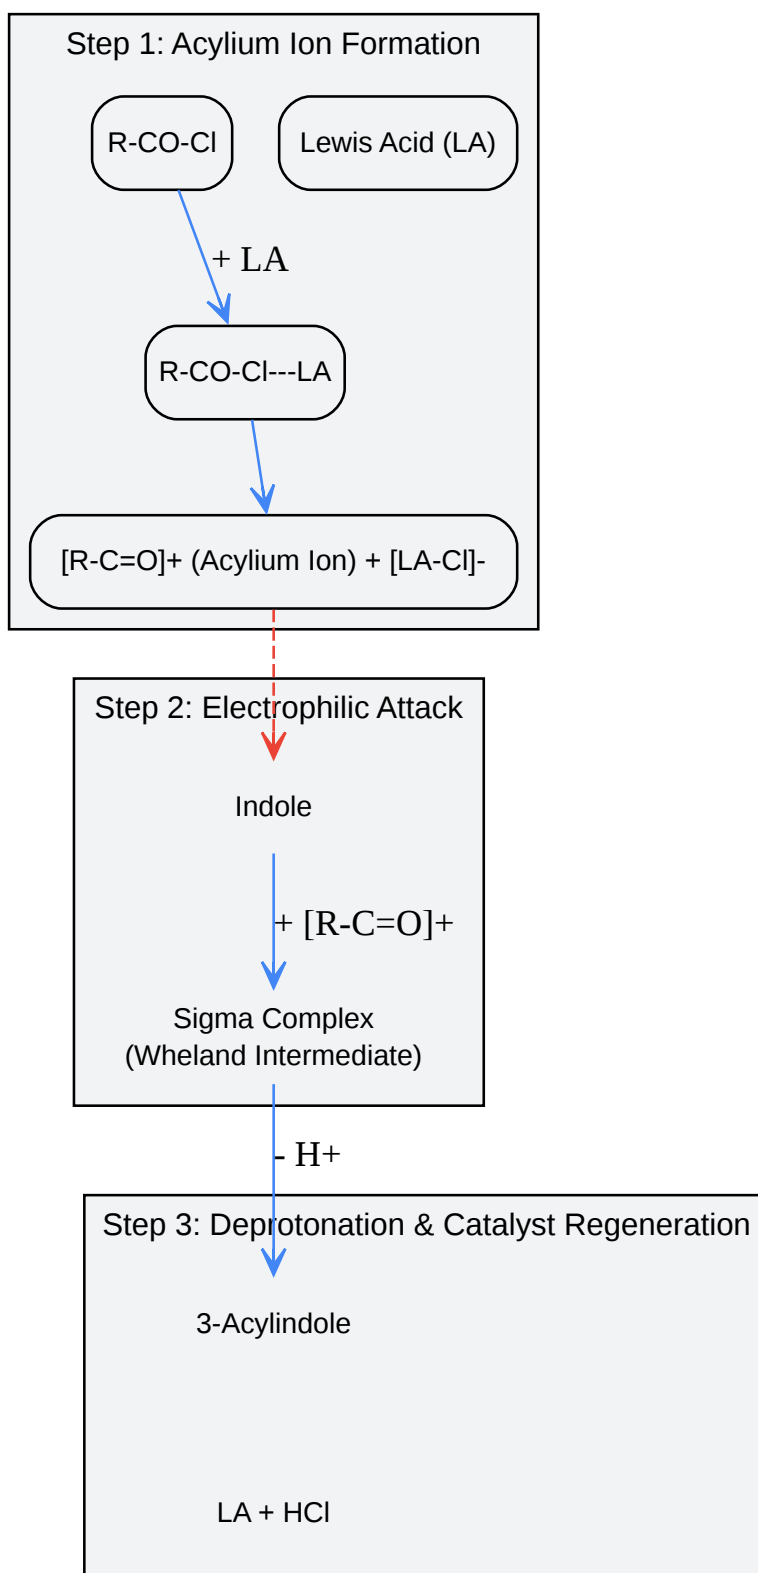 Step 1: Acylium Ion Formation
R-CO-Cl
Lewis Acid (LA)
+ LA
R-CO-Cl---LA
[R-C=O]+ (Acylium Ion) + [LA-Cl]-
Step 2: Electrophilic Attack
Indole
+ [R-C=O]+
Sigma Complex
(Wheland Intermediate)
- H+
Step 3: Deprotonation & Catalyst Regeneration
3-Acylindole
LA + HCl